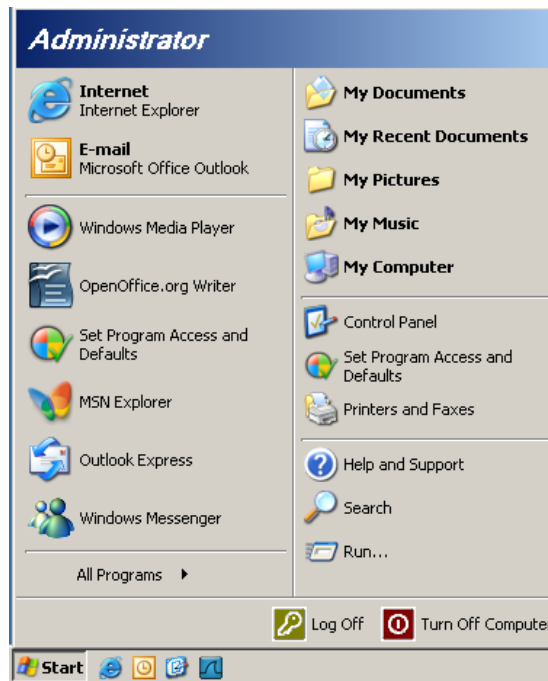 Administrator
Internet
Internet Explorer
E-mail
Microsoft Office Outlook
Windows Media Player
OpenOffice.org Writer
Set Program Access and
Defaults
MSN Explorer
Outlook Express
Windows Messenger
All Programs
My Documents
My Recent Documents
My Pictures
My Music
My Computer
Control Panel
Set Program Access and
Defaults
Printers and Faxes
Help and Support
Search
Run...
Log Off
Turn Off Compute
Start